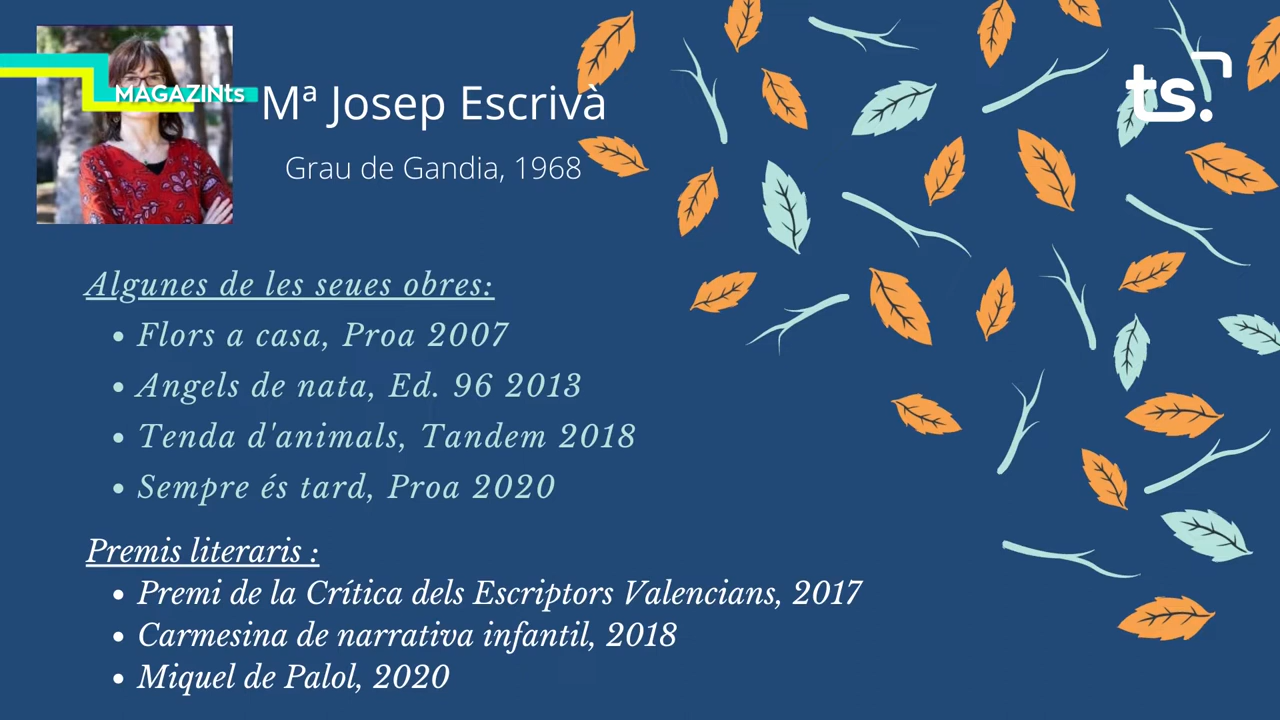 MAGAZINts
ts.
Mª Josep Escrivà
Grau de Gandia, 1968
Algunes de les seues obres:
• Flors a casa, Proa 2007
• Angels de nata, Ed. 96 2013
• Tenda d'animals, Tandem 2018
• Sempre és tard, Proa 2020
Premis literaris :
• Premi de la Crítica dels Escriptors Valencians, 2017
• Carmesina de narrativa infantil, 2018
• Miquel de Palol, 2020